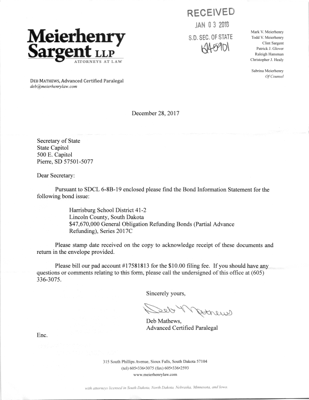 RECEIVED
JAN 03 2018
S.D. SEC. OF STATE
Meierhenry
Sargent LLP
ATTORNEYS AT LAW
Mark V. Meierhenry
Todd V. Meierhenry
Clint Sargent
Patrick J. Glover
Christopher J. Healy
Sabrina Meierhenry
Of Counsel
DEB MATHEWS, Advanced Certified Paralegal
deb@meierhenrylaw.com
December 28, 2017
Secretary of State
State Capitol
500 E. Capitol
Pierre, SD 57501-5077
Dear Secretary:
Pursuant to SDCL 6-8B-19 enclosed please find the Bond Information Statement for the
following bond issue:
Harrisburg School District 41-2
Lincoln County, South Dakota
$47,670,000 General Obligation Refunding Bonds (Partial Advance
Refunding), Series 2017C
Please stamp date received on the copy to acknowledge receipt of these documents and
return in the envelope provided.
Please bill our pad account #17581813 for the $10.00 filing fee. If you should have any
questions or comments relating to this form, please call the undersigned of this office at (605)
336-3075.
Sincerely yours,
Deb Mathews
Deb Mathews,
Advanced Certified Paralegal
Enc.
315 South Phillips Avenue, Sioux Falls, South Dakota 57104
(tel) 605-336-3075 (fax) 605-336-2593
www.meierhenrylaw.com
with partners licensed in South Dakota, North Dakota, Nebraska, Minnesota, and Iowa